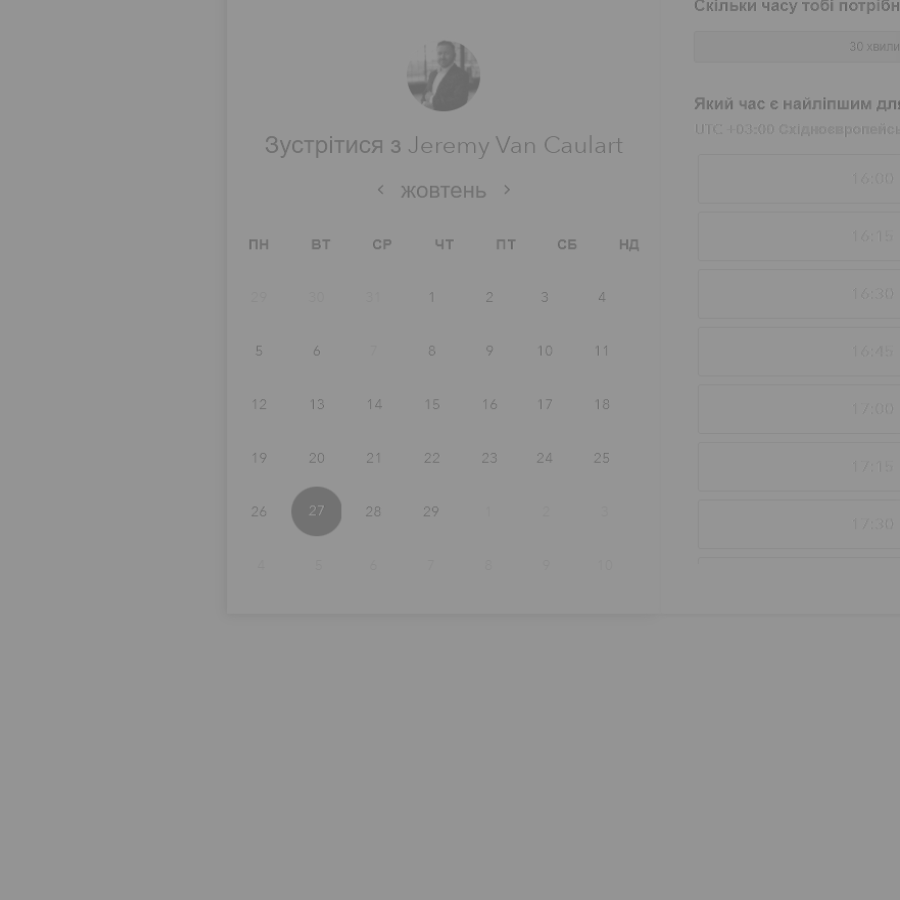 Зустрітися з Jeremy Van Caulart
жовтень
ПН ВТ СР ЧТ ПТ СБ НД
29 30 31 1 2 3 4
5 6 7 8 9 10 11
12 13 14 15 16 17 18
19 20 21 22 23 24 25
26 27 28 29 1 2 3
4 5 6 7 8 9 10
Скільки часу тобі
30
Який час є найліпшим
UTC +03:00
16:00
16:15
16:30
16:45
17:00
17:15
17:30